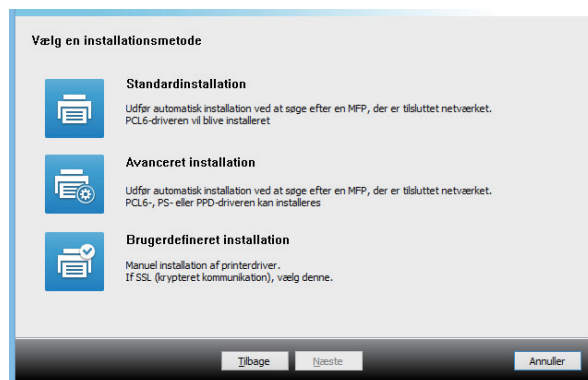 Vælg en installationsmetode
Standardinstallation
Udfør automatisk installation ved at søge efter en MFP, der er tilsluttet netværket.
PCL6-driveren vil blive installeret
Avanceret installation
Udfør automatisk installation ved at søge efter en MFP, der er tilsluttet netværket.
PCL6-, PS- eller PPD-driveren kan installeres
Brugerdefineret installation
Manuel installation af printerdriver.
If SSL (krypteret kommunikation), vælg denne.
Tilbage
Næste
Annuller